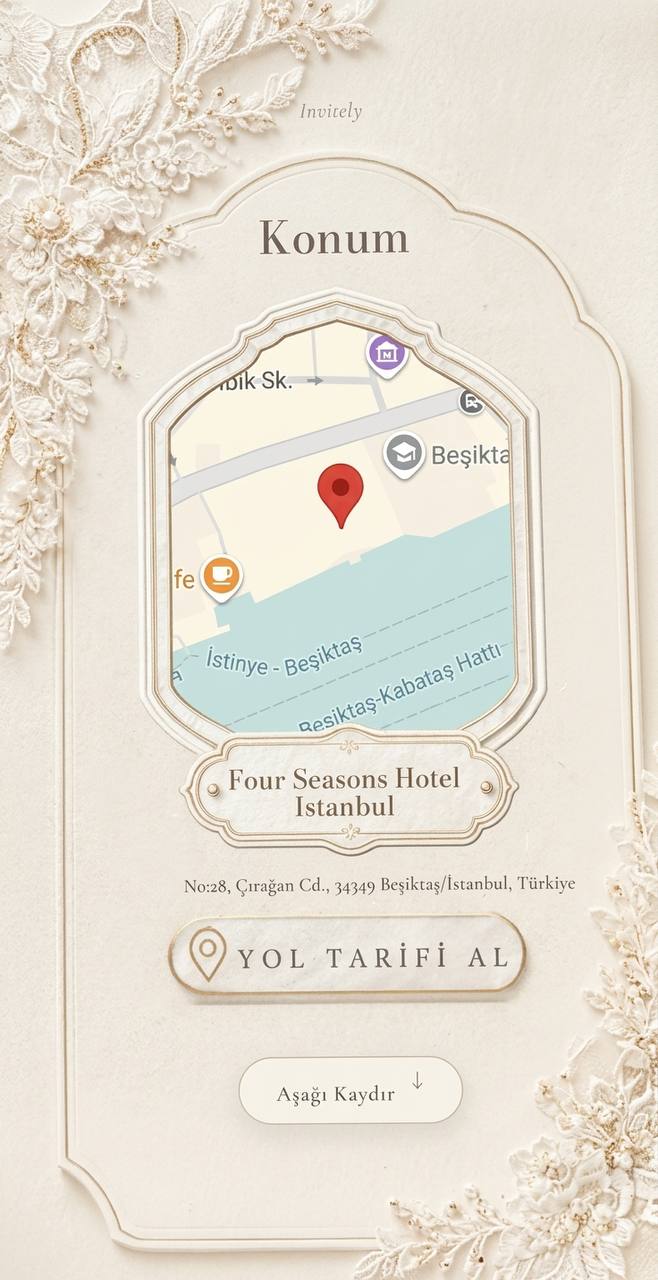 Invitely
Konum
Sk.
Beşikta
fe
İstinye - Beşiktaş
Beşiktaş-Kabataş Hattı
Four Seasons Hotel
Istanbul
No:28, Çırağan Cd., 34349 Beşiktaş/İstanbul, Türkiye
YOL TARİFİ AL
Aşağı Kaydır ↓